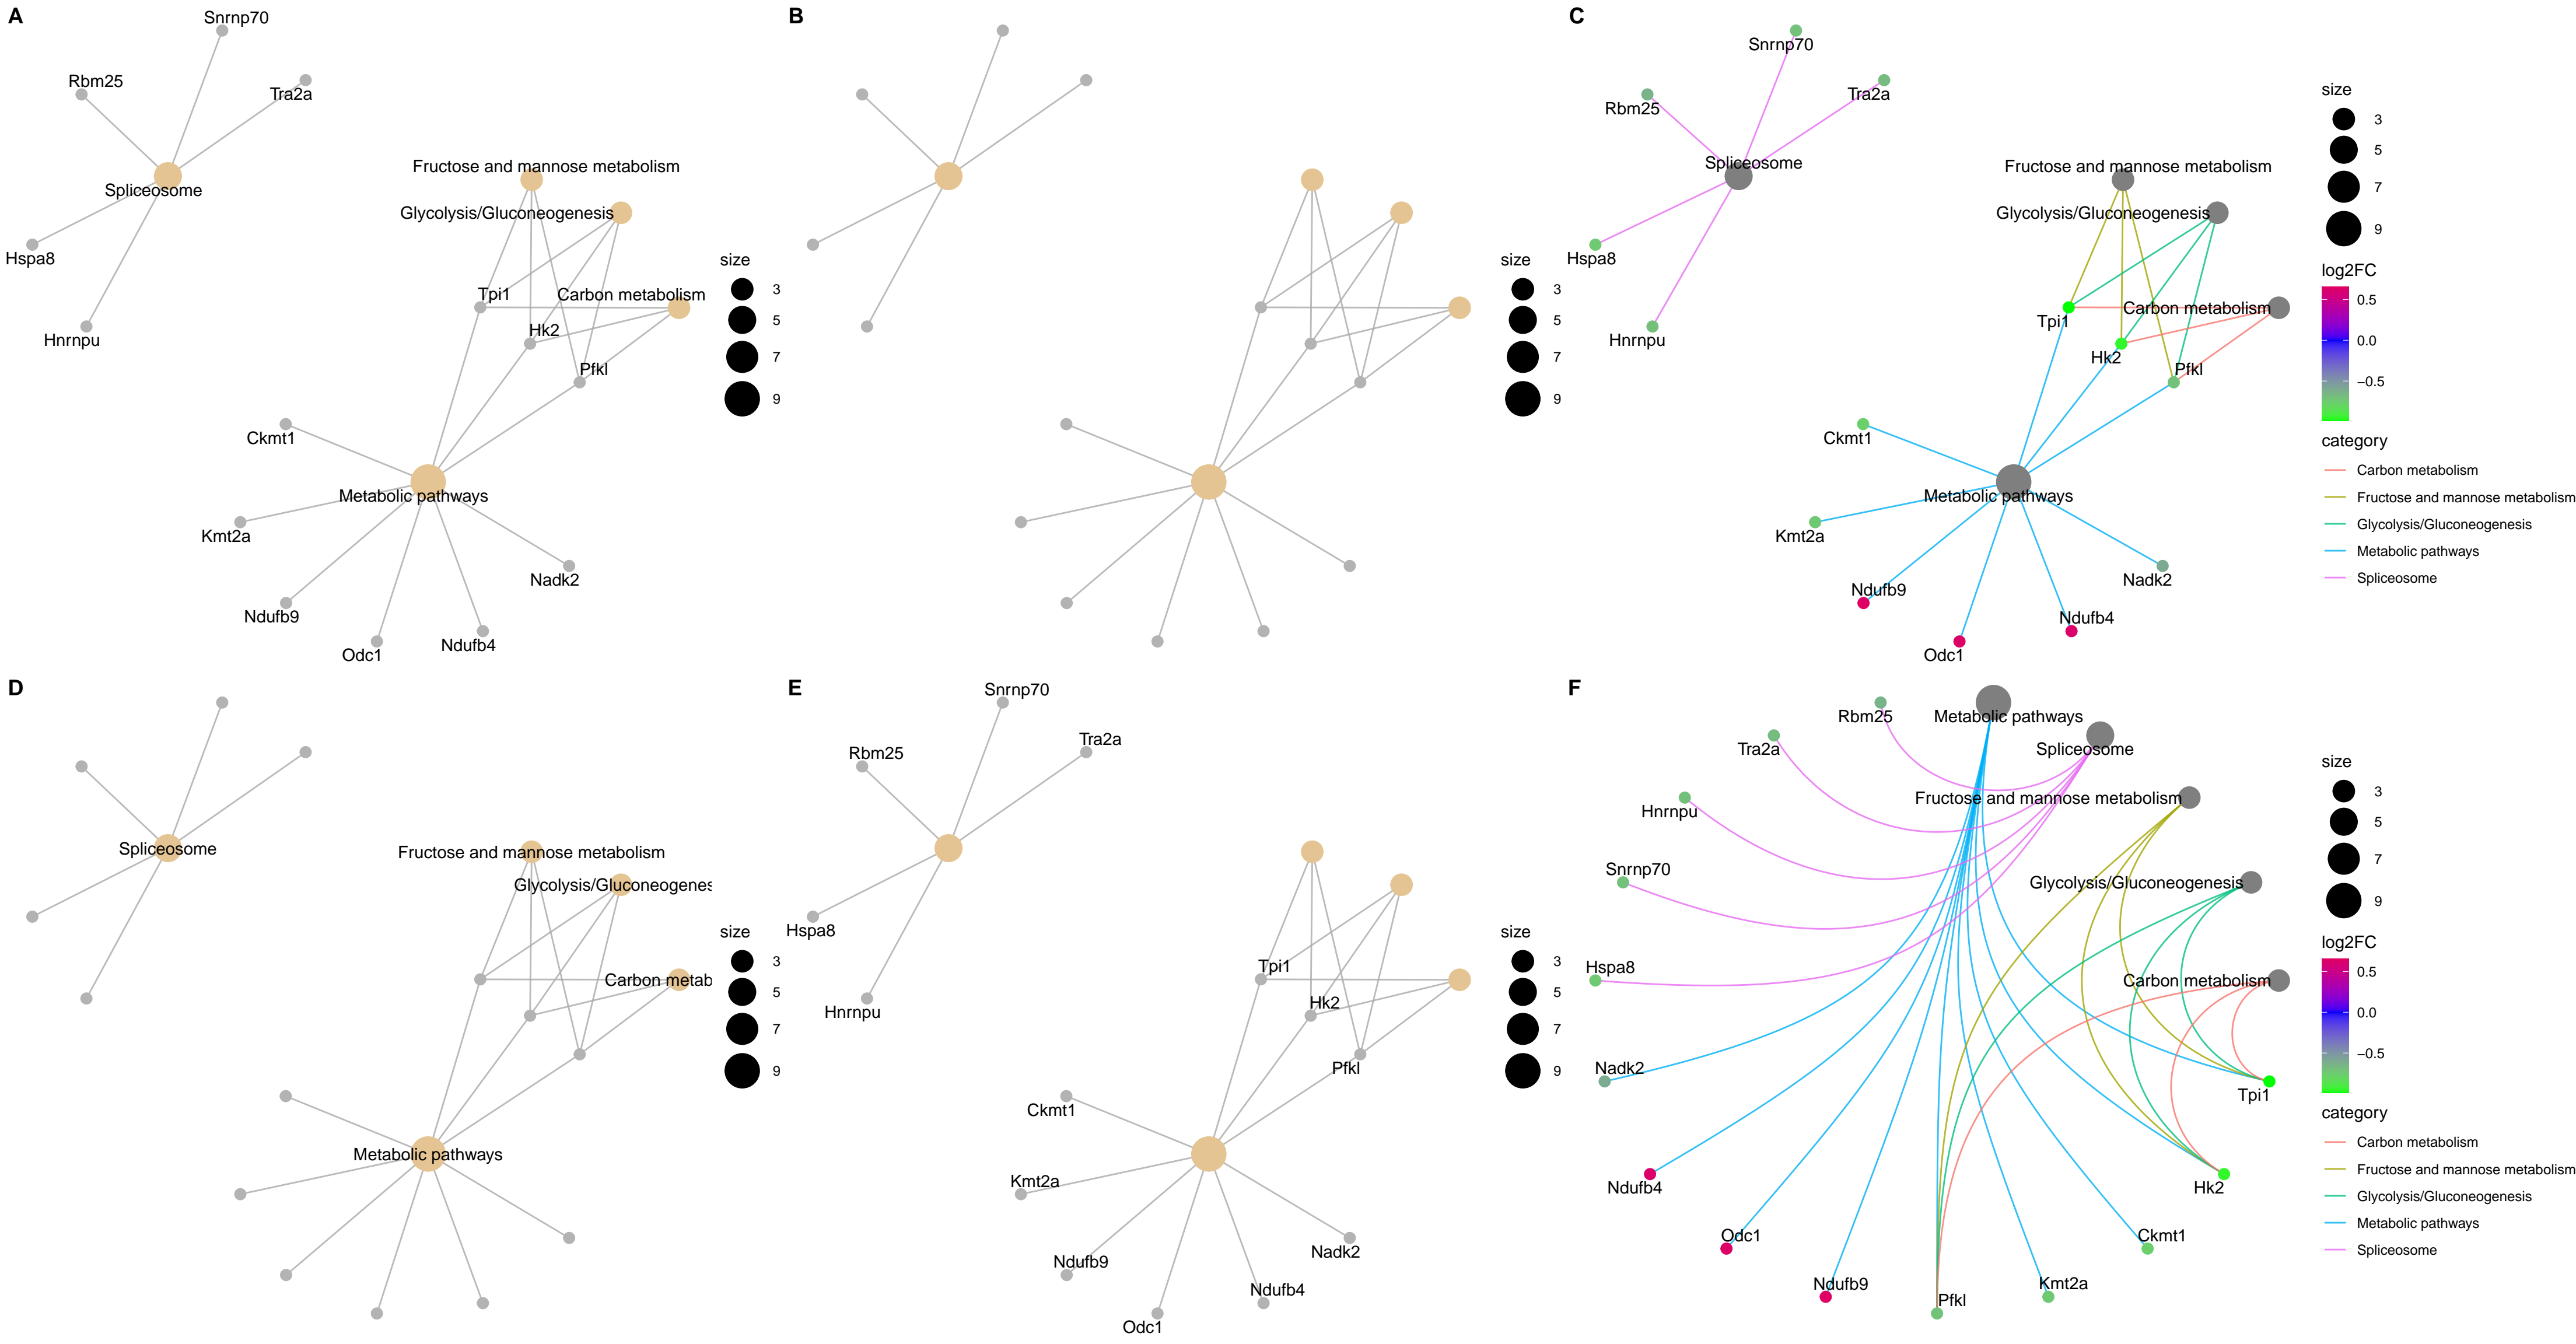 A
Snrnp70
Rbm25
Tra2a
Fructose and mannose metabolism
Spliceosome
Glycolysis/Gluconeogenesis
Hspa8
Tpi1
Carbon metabolism
Hk2
Hnrnpu
Pfkl
Ckmt1
Metabolic pathways
Kmt2a
Nadk2
Ndufb9
Ndufb4
Odc1
size
3
5
7
9
B
size
3
5
7
9
C
Snrnp70
Rbm25
Tra2a
Spliceosome
Fructose and mannose metabolism
Glycolysis/Gluconeogenesis
Hspa8
Carbon metabolism
Tpi1
Hnrnpu
Hk2
Pfkl
Ckmt1
Metabolic pathways
Kmt2a
Nadk2
Ndufb9
Ndufb4
Odc1
size
3
5
7
9
log2FC
0.5
0.0
−0.5
category
Carbon metabolism
Fructose and mannose metabolism
Glycolysis/Gluconeogenesis
Metabolic pathways
Spliceosome
D
Spliceosome
Fructose and mannose metabolism
Glycolysis/Gluconeogenes
Carbon metab
Metabolic pathways
size
3
5
7
9
E
Snrnp70
Tra2a
Rbm25
Hspa8
Tpi1
Hk2
Hnrnpu
Pfkl
Ckmt1
Kmt2a
Nadk2
Ndufb9
Ndufb4
Odc1
size
3
5
7
9
F
Rbm25
Metabolic pathways
Tra2a
Spliceosome
Fructose and mannose metabolism
Hnrnpu
Snrnp70
Glycolysis/Gluconeogenesis
Hspa8
Carbon metabolism
Nadk2
Tpi1
Ndufb4
Hk2
Odc1
Ckmt1
Ndufb9
Kmt2a
Pfkl
size
3
5
7
9
log2FC
0.5
0.0
−0.5
category
Carbon metabolism
Fructose and mannose metabolism
Glycolysis/Gluconeogenesis
Metabolic pathways
Spliceosome